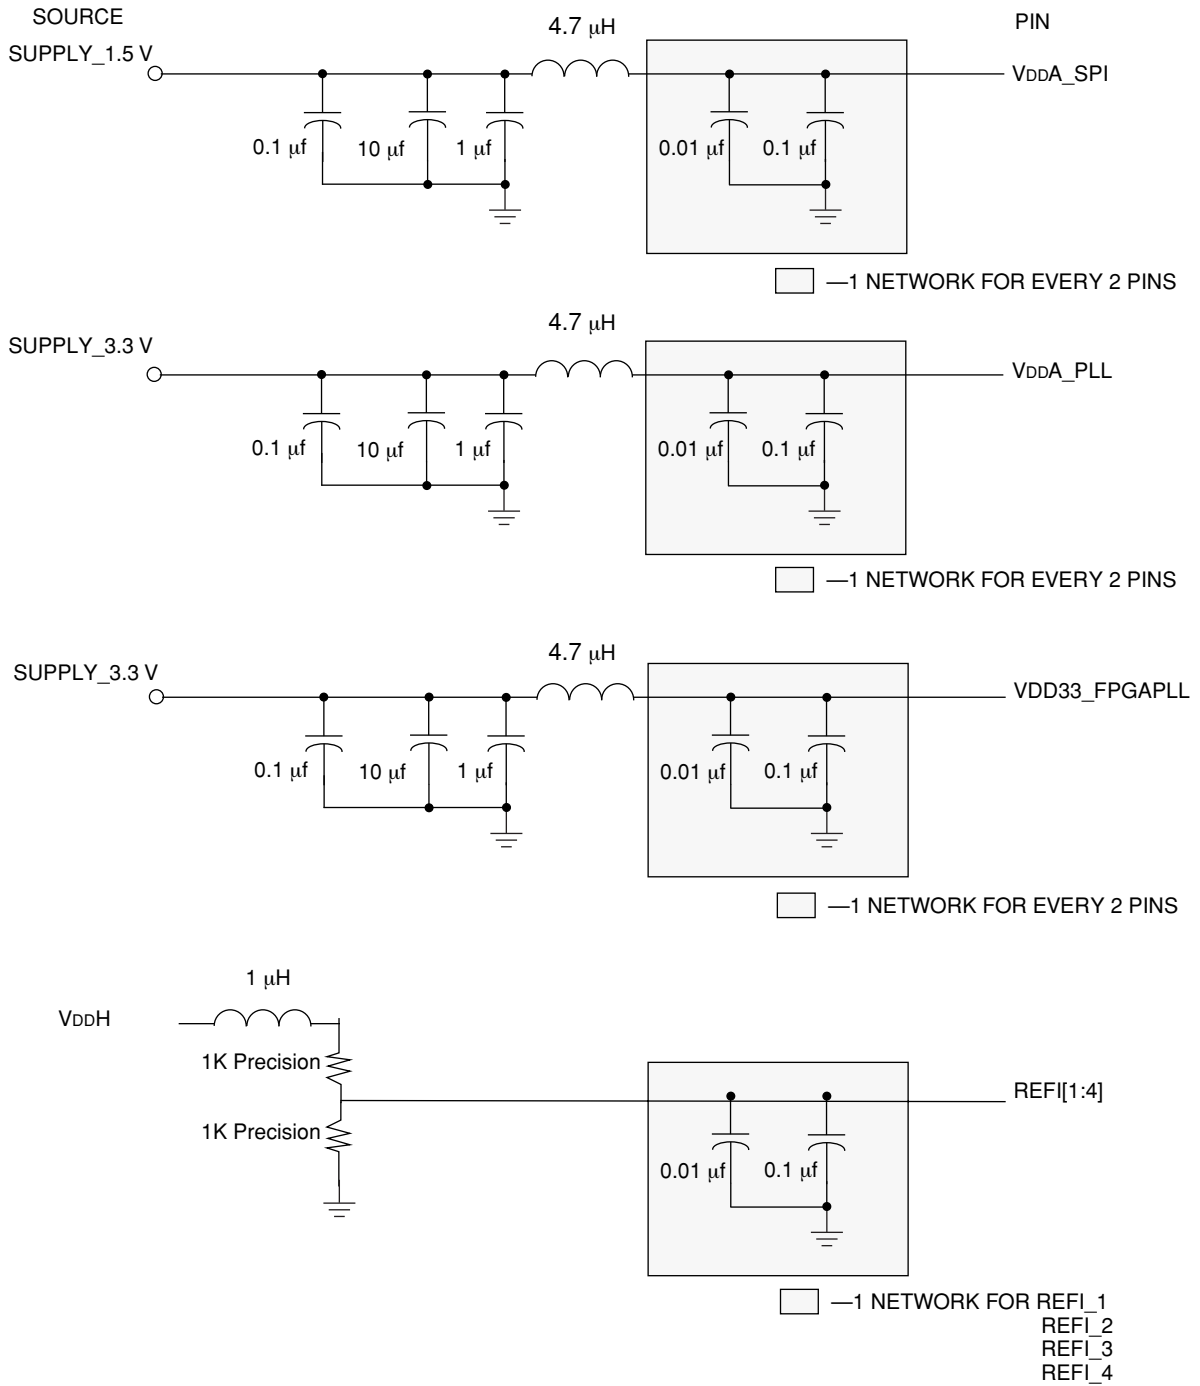 SOURCE
PIN
SUPPLY_1.5 V
4.7 μH
VDDA_SPI
0.1 μf
10 μf
1 μf
0.01 μf
0.1 μf
—1 NETWORK FOR EVERY 2 PINS
SUPPLY_3.3 V
4.7 μH
VDDA_PLL
0.1 μf
10 μf
1 μf
0.01 μf
0.1 μf
—1 NETWORK FOR EVERY 2 PINS
SUPPLY_3.3 V
4.7 μH
VDD33_FPGAPLL
0.1 μf
10 μf
1 μf
0.01 μf
0.1 μf
—1 NETWORK FOR EVERY 2 PINS
1 μH
VDDH
1K Precision
REFI[1:4]
1K Precision
0.01 μf
0.1 μf
—1 NETWORK FOR REFI_1
REFI_2
REFI_3
REFI_4